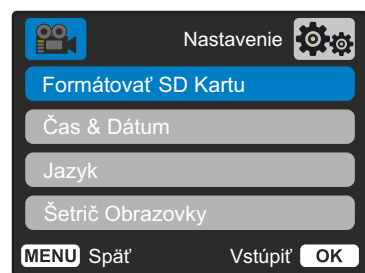 Nastavenie
Formátovať SD Kartu
Čas & Dátum
Jazyk
Šetrič Obrazovky
MENU Späť Vstúpiť OK